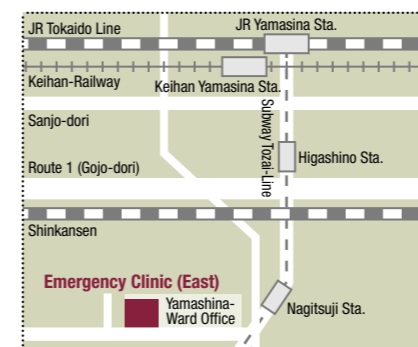 JR Tokaido Line
JR Yamasina Sta.
Keihan-Railway
Keihan Yamasina Sta.
Sanjo-dori
Subway Tozai-Line
Higashino Sta.
Route 1 (Gojo-dori)
Shinkansen
Emergency Clinic (East)
Yamashina-
Ward Office
Nagitsuji Sta.